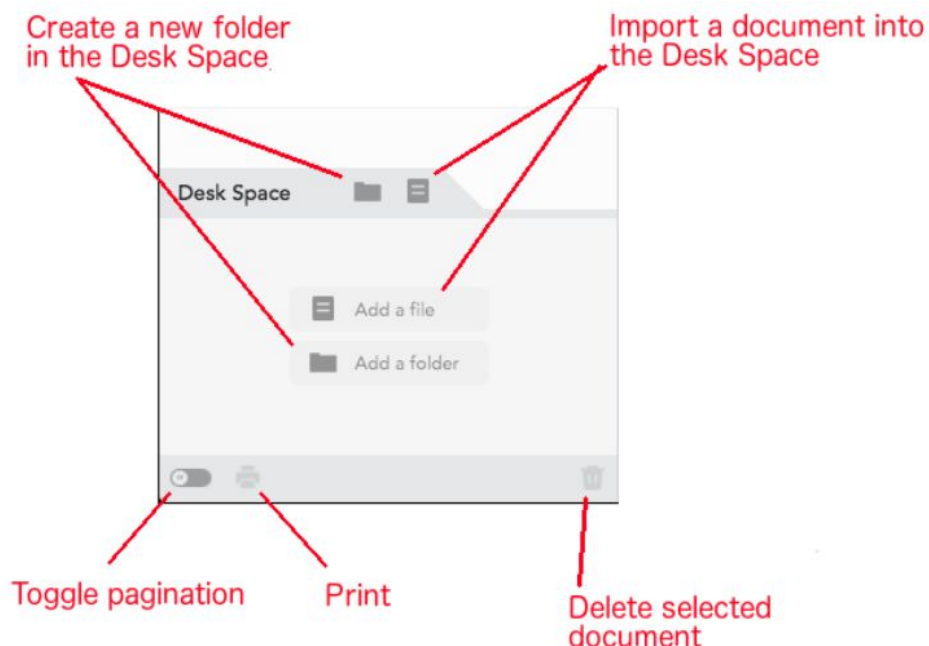 Create a new folder
in the Desk Space
Import a document into
the Desk Space
Desk Space
Add a file
Add a folder
Toggle pagination
Print
Delete selected
document